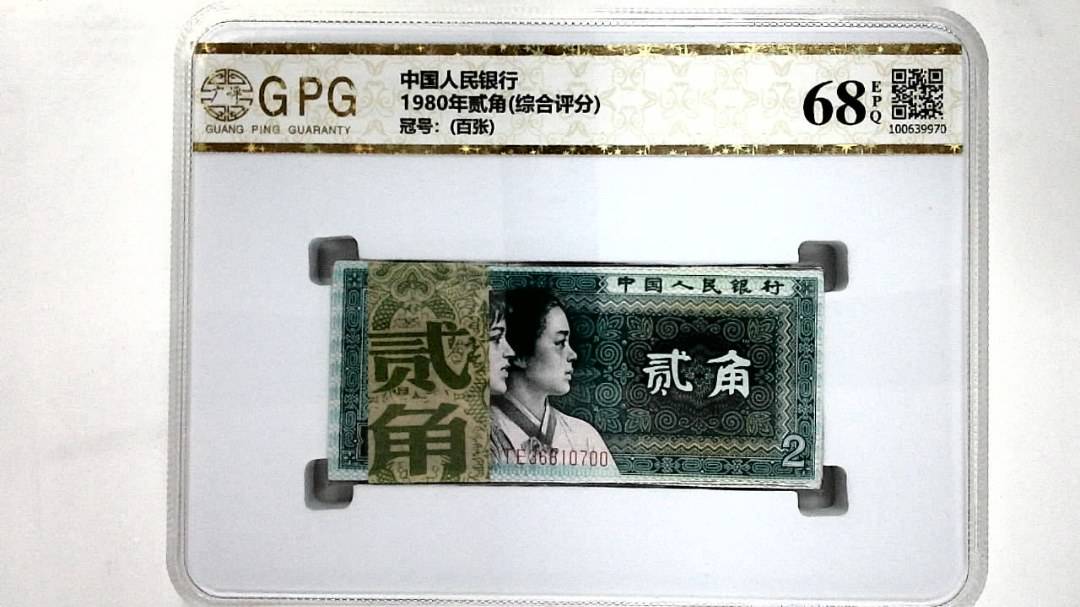 GPG
GUANG PING GUARANTY
中国人民银行
1980年贰角(综合评分)
冠号：(百张)
68
EPQ
100639970
中国人民银行
贰角
贰角
TE36810700
2